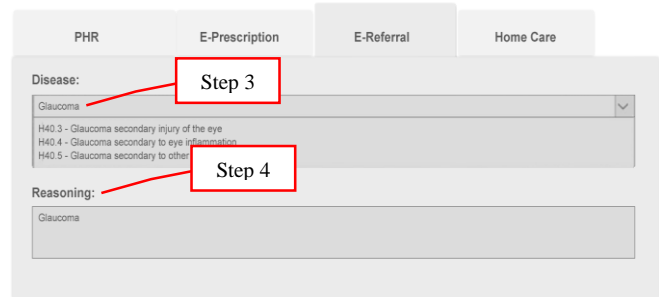 PHR E-Prescription E-Referral Home Care
Disease:
Step 3
Glaucoma
H40.3 - Glaucoma secondary injury of the eye
H40.4 - Glaucoma secondary to eye inflammation
H40.5 - Glaucoma secondary to other
Step 4
Reasoning:
Glaucoma